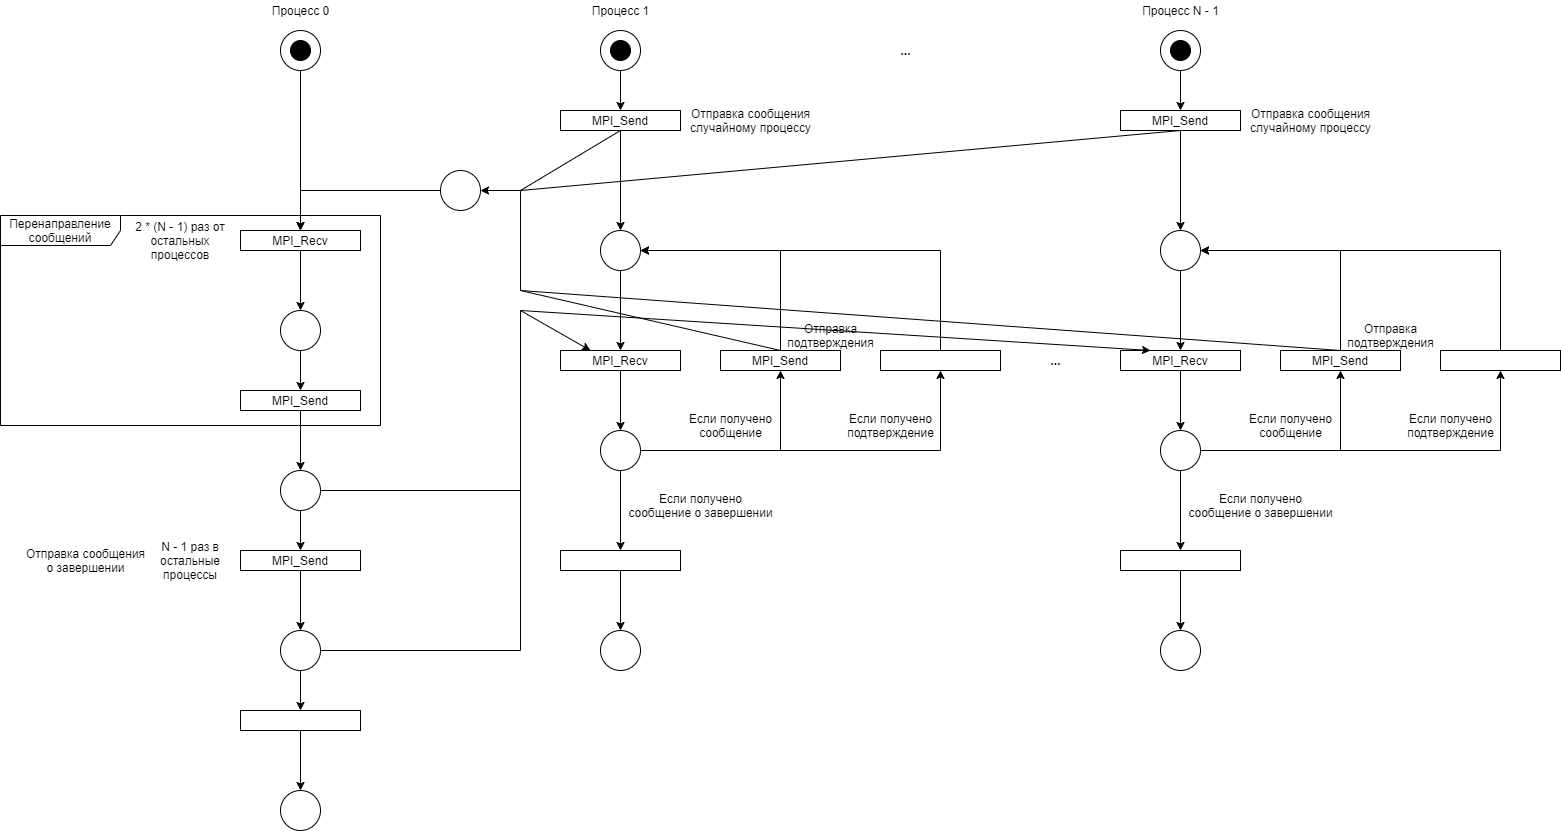 Процесс 0
Процесс 1
...
Процесс N - 1
MPI_Send
Отправка сообщения
случайному процессу
MPI_Send
Отправка сообщения
случайному процессу
Перенаправление
сообщений
2 * (N - 1) раз от
остальных
процессов
MPI_Recv
MPI_Send
MPI_Recv
Отправка
подтверждения
MPI_Send
...
MPI_Recv
Отправка
подтверждения
MPI_Send
Если получено
сообщение
Если получено
подтверждение
Если получено
сообщение
Если получено
подтверждение
Если получено
сообщение о завершении
Если получено
сообщение о завершении
Отправка сообщения
о завершении
N - 1 раз в
остальные
процессы
MPI_Send